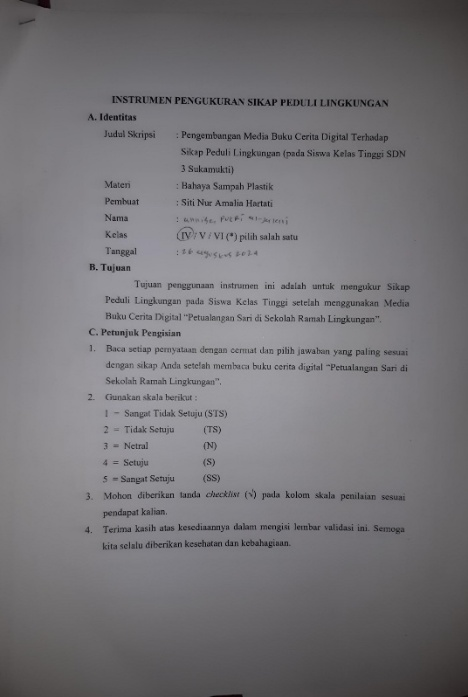 INSTRUMEN PENGUKURAN SIKAP PEDULI LINGKUNGAN
A. Identitas
Judul Skripsi : Pengembangan Media Buku Cerita Digital Terhadap
Sikap Peduli Lingkungan (pada Siswa Kelas Tinggi SDN
3 Sukamukti)
Materi : Bahaya Sampah Plastik
Pembuat : Siti Nur Amalia Hartati
Nama : Putri
Kelas : IV / V / VI (*) pilih salah satu
Tanggal : agustus 2024
B. Tujuan
Tujuan penggunaan instrumen ini adalah untuk mengukur Sikap
Peduli Lingkungan pada Siswa Kelas Tinggi setelah menggunakan Media
Buku Cerita Digital “Petualangan Sari di Sekolah Ramah Lingkungan”.
C. Petunjuk Pengisian
1. Baca setiap pernyataan dengan cermat dan pilih jawaban yang paling sesuai
dengan sikap Anda setelah membaca buku cerita digital “Petualangan Sari di
Sekolah Ramah Lingkungan”.
2. Gunakan skala berikut :
1 = Sangat Tidak Setuju (STS)
2 = Tidak Setuju (TS)
3 = Netral (N)
4 = Setuju (S)
5 = Sangat Setuju (SS)
3. Mohon diberikan tanda checklist (√) pada kolom skala penilaian sesuai
pendapat kalian.
4. Terima kasih atas kesediaannya dalam mengisi lembar validasi ini. Semoga
kita selalu diberikan kesehatan dan kebahagiaan.